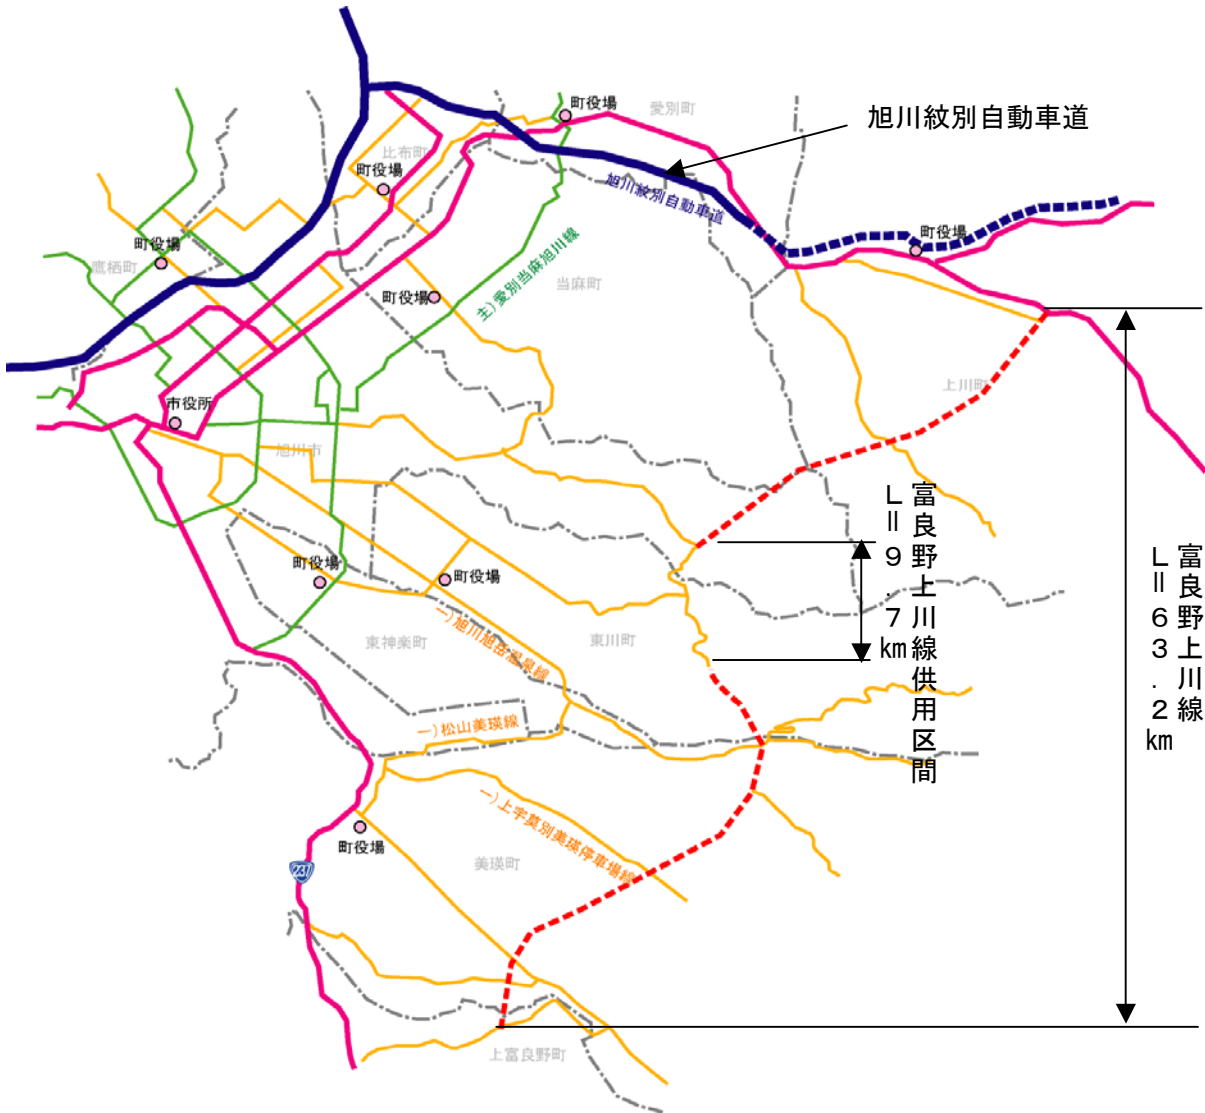 町役場
愛別町
旭川紋別自動車道
比布町
町役場
旭川紋別自動車道
町役場
鷹栖町
町役場
主)愛別当麻旭川線
当麻町
町役場
上川町
市役所
旭川市
富良野上川線供用区間
L=9.7km
富良野上川線
L=63.2km
町役場
町役場
東神楽町
一)旭川旭岳温泉線
東川町
一)松山美瑛線
一)上宇莫別美瑛停車場線
町役場
美瑛町
237
上富良野町